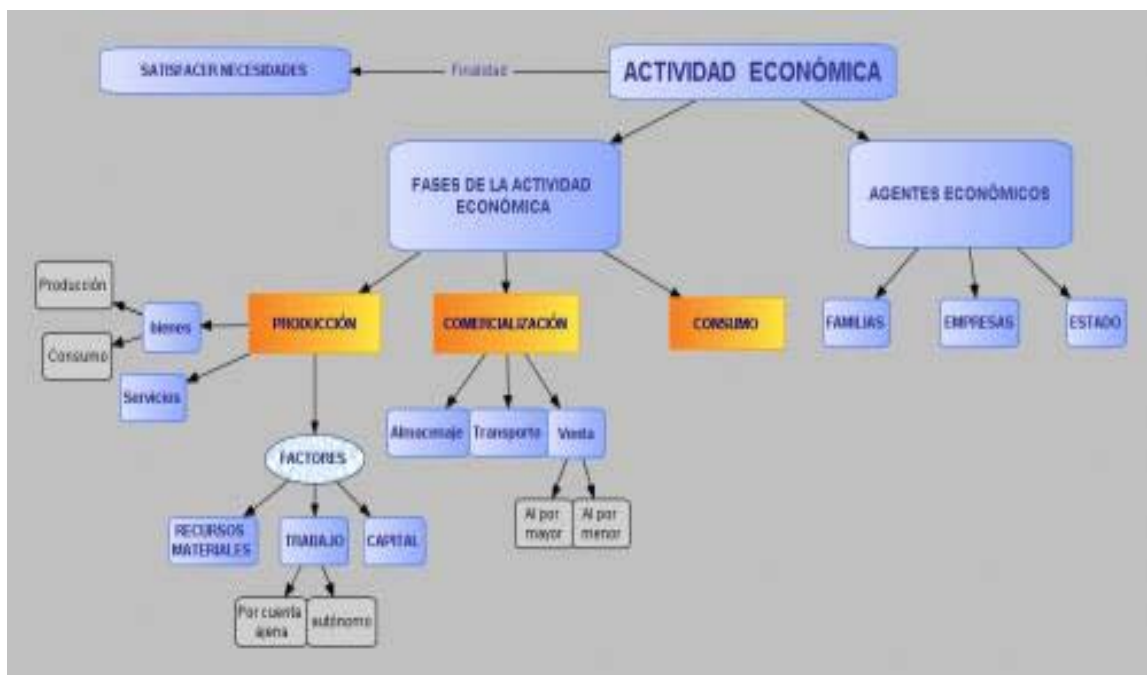 SATISFACER NECESIDADES
Finalidad
ACTIVIDAD ECONÓMICA
FASES DE LA ACTIVIDAD
ECONÓMICA
AGENTES ECONÓMICOS
Producción
bienes
Consumo
Servicios
PRODUCCIÓN
COMERCIALIZACIÓN
CONSUMO
FAMILIAS
EMPRESAS
ESTADO
Almacenaje
Transporte
Venta
FACTORES
Al por
mayor
Al por
menor
RECURSOS
MATERIALES
TRABAJO
CAPITAL
Por cuenta
ajena
autónomo